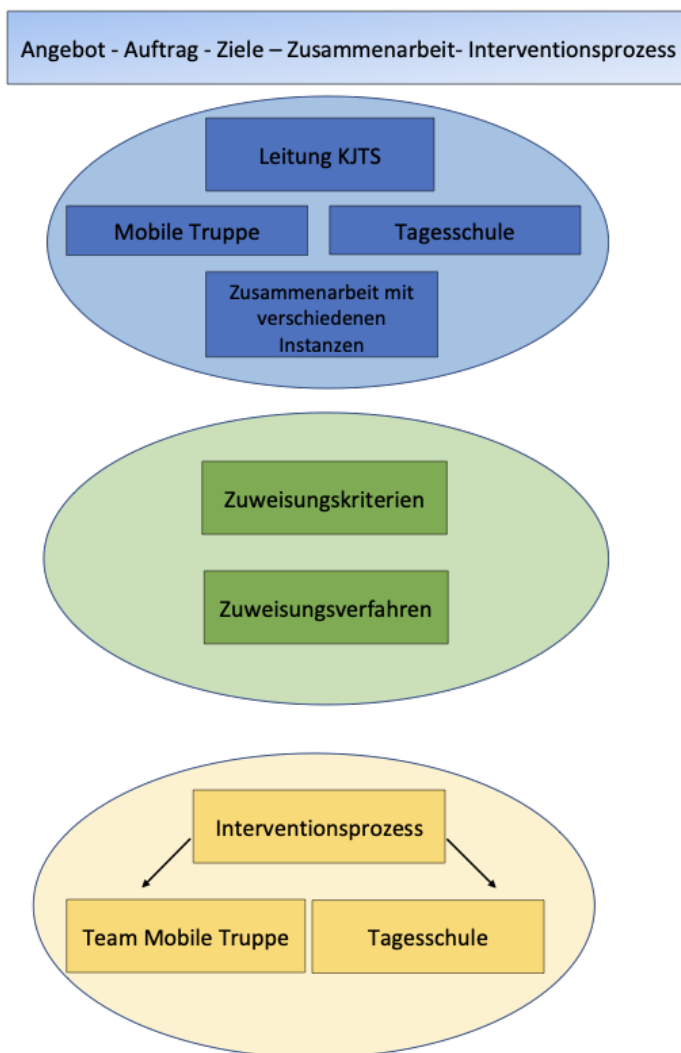 Angebot - Auftrag - Ziele – Zusammenarbeit- Interventionsprozess
Leitung KJTS
Mobile Truppe
Tagesschule
Zusammenarbeit mit
verschiedenen
Instanzen
Zuweisungskriterien
Zuweisungsverfahren
Interventionsprozess
Team Mobile Truppe
Tagesschule